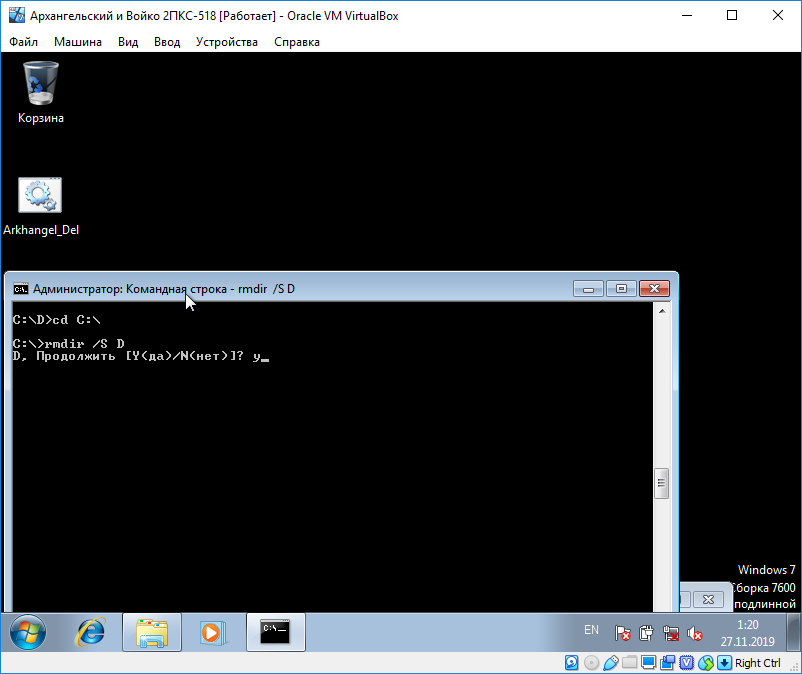 Архангельский и Войко 2ПКС-518 [Работает] - Oracle VM VirtualBox
Файл Машина Вид Ввод Устройства Справка
Корзина
Arkhangel_Del
Администратор: Командная строка - rmdir /S D
C:\D>cd C:\
C:\>rmdir /S D
D, Продолжить [Y(да)/N(нет)]? y_
Windows 7
Сборка 7600
подлинной
EN
1:20
27.11.2019
Right Ctrl